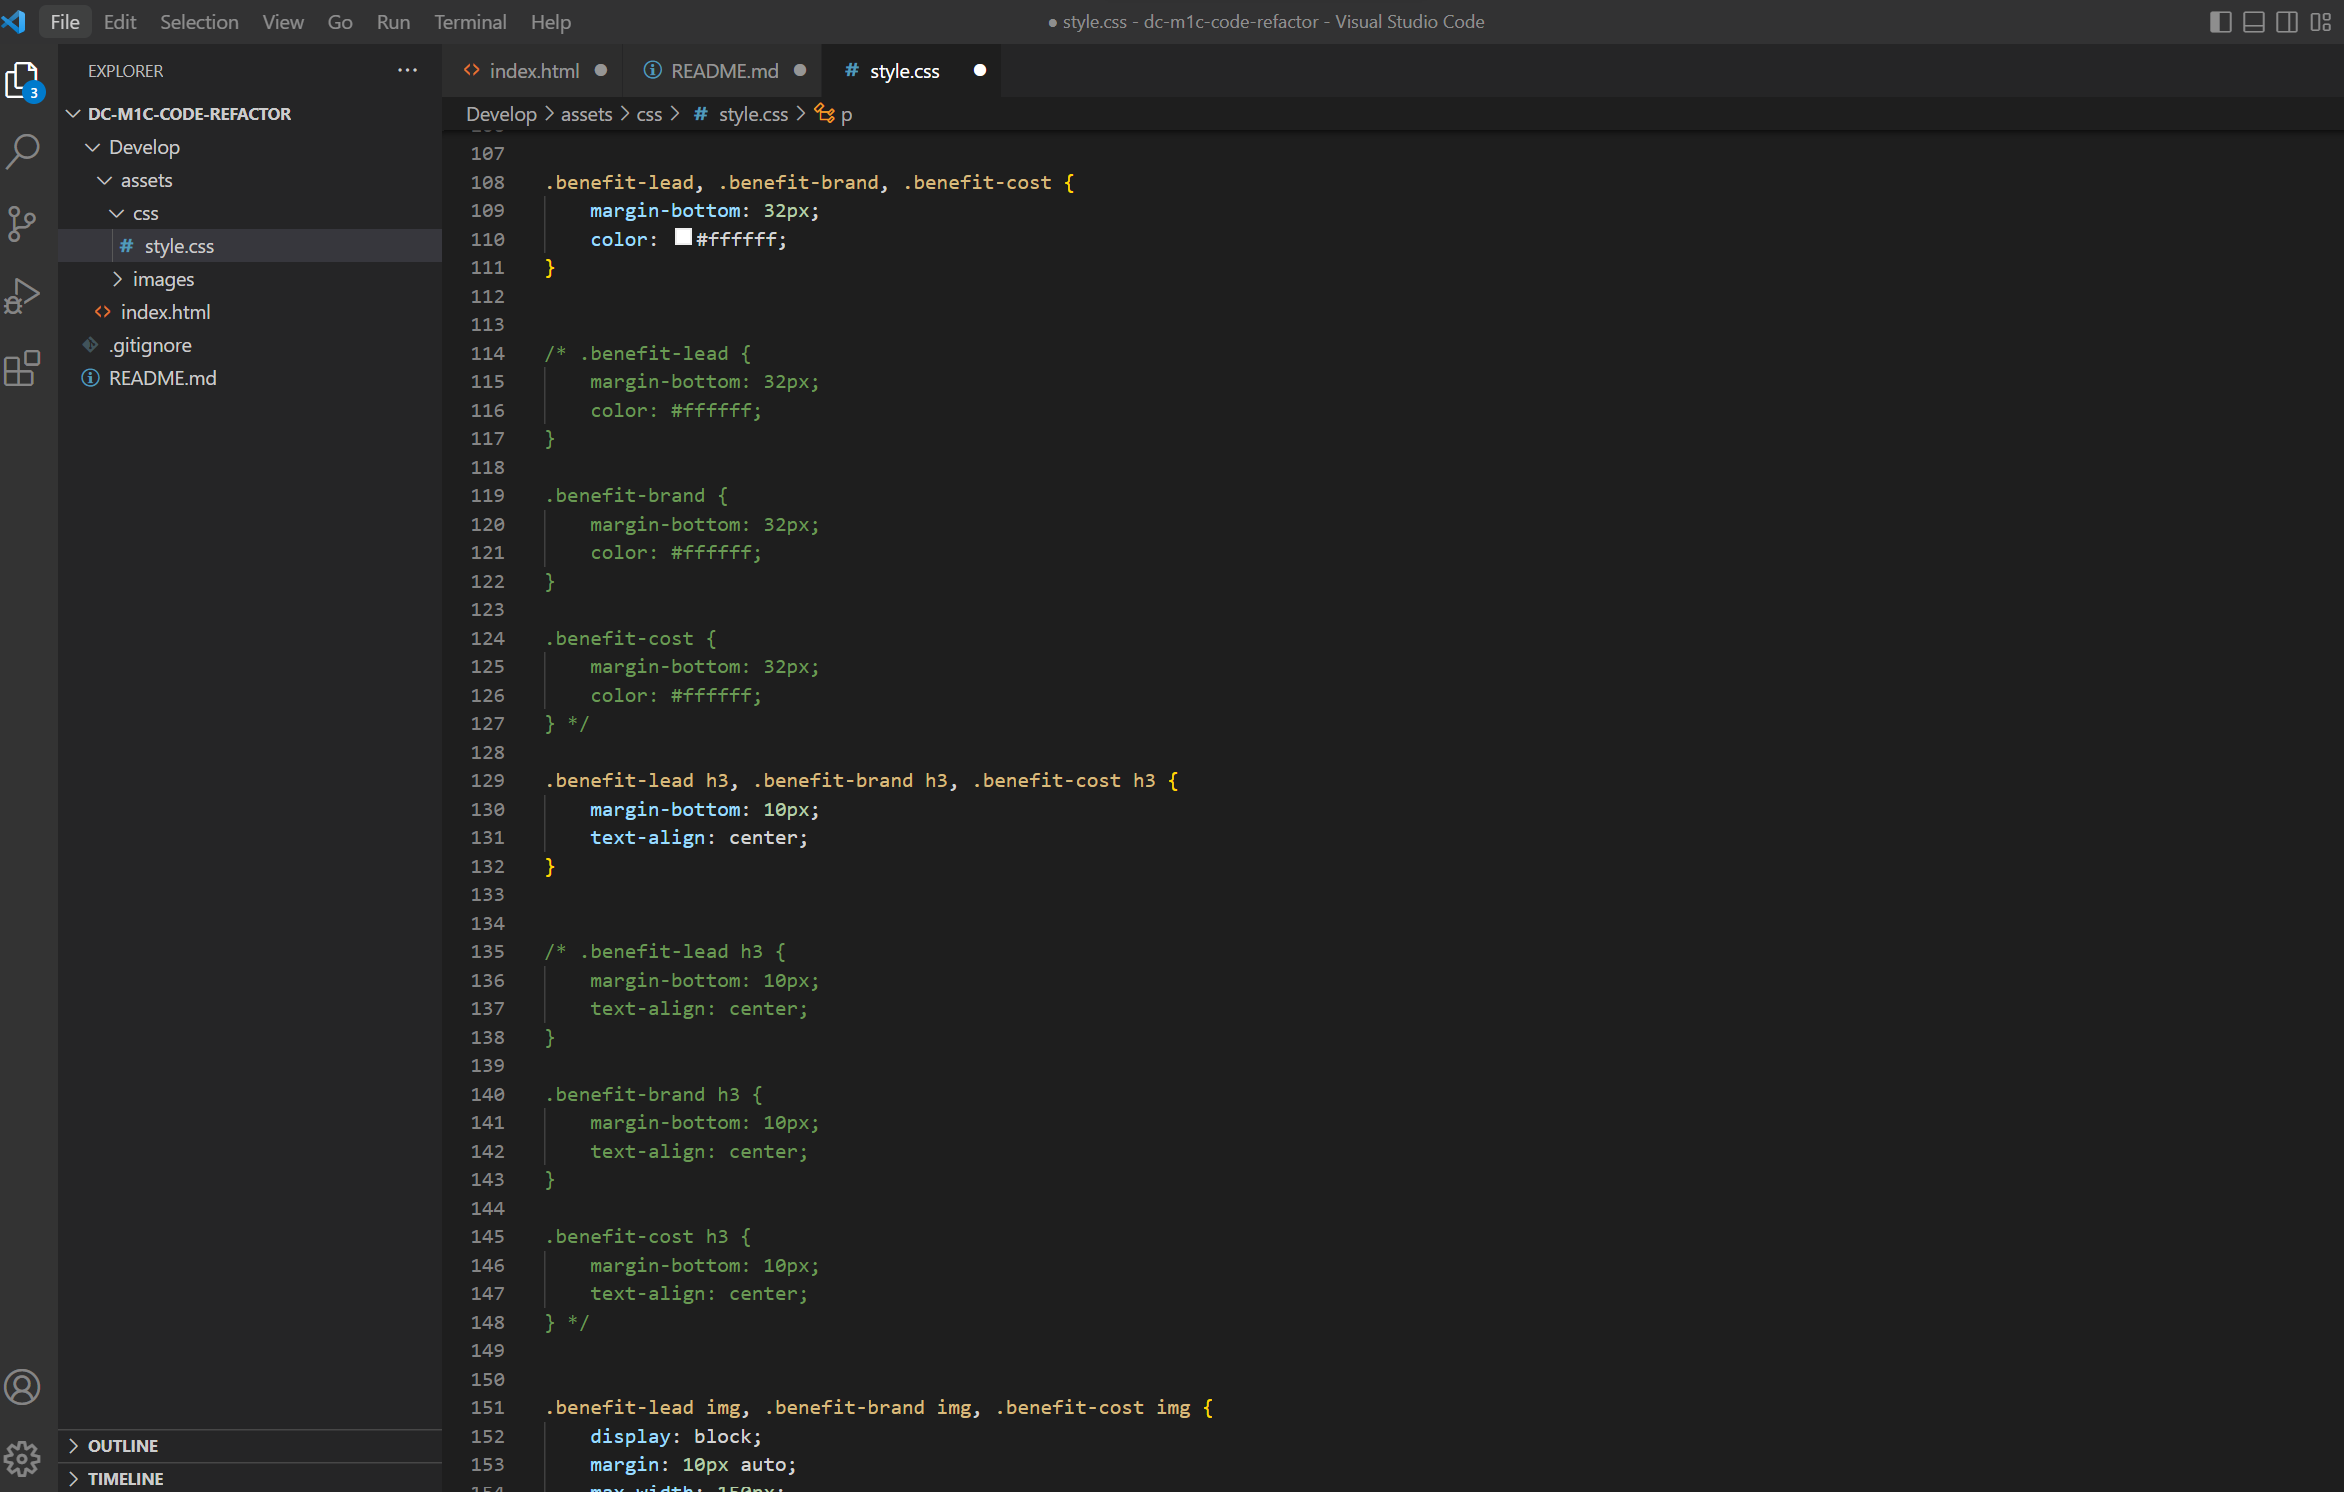 File Edit Selection View Go Run Terminal Help
● style.css - dc-m1c-code-refactor - Visual Studio Code
EXPLORER ···
3
DC-M1C-CODE-REFACTOR
Develop
assets
css
# style.css
images
<> index.html
.gitignore
README.md
OUTLINE
TIMELINE
<> index.html ●
README.md ●
# style.css ●
Develop > assets > css > # style.css > p
107
108 .benefit-lead, .benefit-brand, .benefit-cost {
109 margin-bottom: 32px;
110 color: #ffffff;
111 }
112
113
114 /* .benefit-lead {
115 margin-bottom: 32px;
116 color: #ffffff;
117 }
118
119 .benefit-brand {
120 margin-bottom: 32px;
121 color: #ffffff;
122 }
123
124 .benefit-cost {
125 margin-bottom: 32px;
126 color: #ffffff;
127 } */
128
129 .benefit-lead h3, .benefit-brand h3, .benefit-cost h3 {
130 margin-bottom: 10px;
131 text-align: center;
132 }
133
134
135 /* .benefit-lead h3 {
136 margin-bottom: 10px;
137 text-align: center;
138 }
139
140 .benefit-brand h3 {
141 margin-bottom: 10px;
142 text-align: center;
143 }
144
145 .benefit-cost h3 {
146 margin-bottom: 10px;
147 text-align: center;
148 } */
149
150
151 .benefit-lead img, .benefit-brand img, .benefit-cost img {
152 display: block;
153 margin: 10px auto;
154 max-width: 150px;